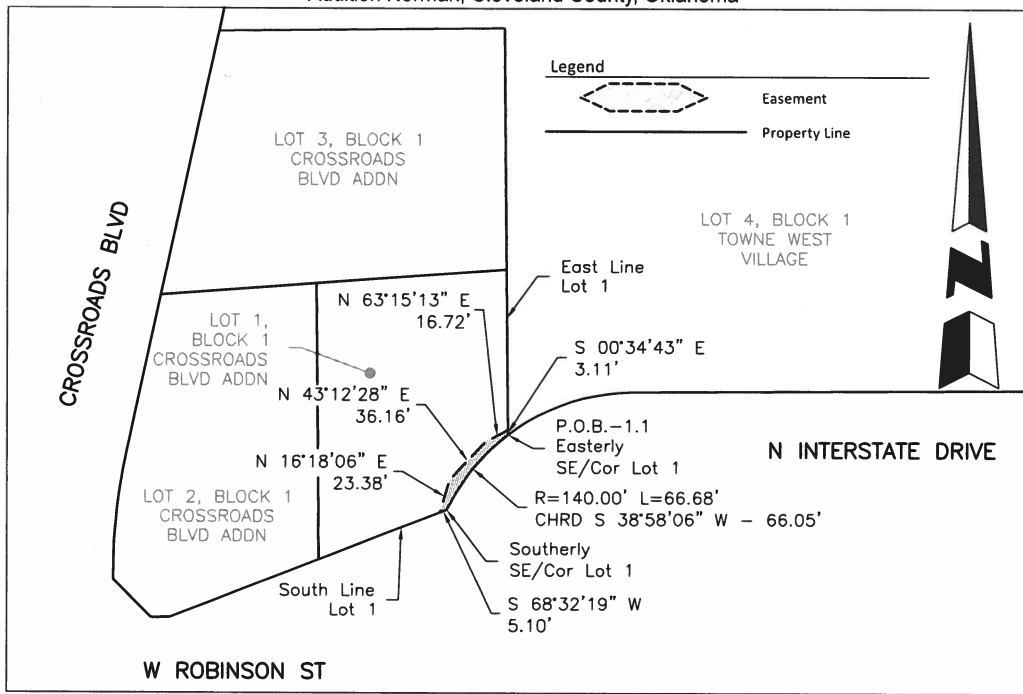 Addition Norman, Cleveland County, Oklahoma
Legend
Easement
Property Line
LOT 3, BLOCK 1
CROSSROADS
BLVD ADDN
CROSSROADS BLVD
LOT 4, BLOCK 1
TOWNE WEST
VILLAGE
East Line
Lot 1
N 63°15'13" E
16.72'
LOT 1,
BLOCK 1
CROSSROADS
BLVD ADDN
S 00°34'43" E
3.11'
N 43°12'28" E
36.16'
P.O.B.-1.1
Easterly
SE/Cor Lot 1
N INTERSTATE DRIVE
N 16°18'06" E
23.38'
LOT 2, BLOCK 1
CROSSROADS
BLVD ADDN
R=140.00' L=66.68'
CHRD S 38°58'06" W - 66.05'
Southerly
SE/Cor Lot 1
South Line
Lot 1
S 68°32'19" W
5.10'
W ROBINSON ST
N